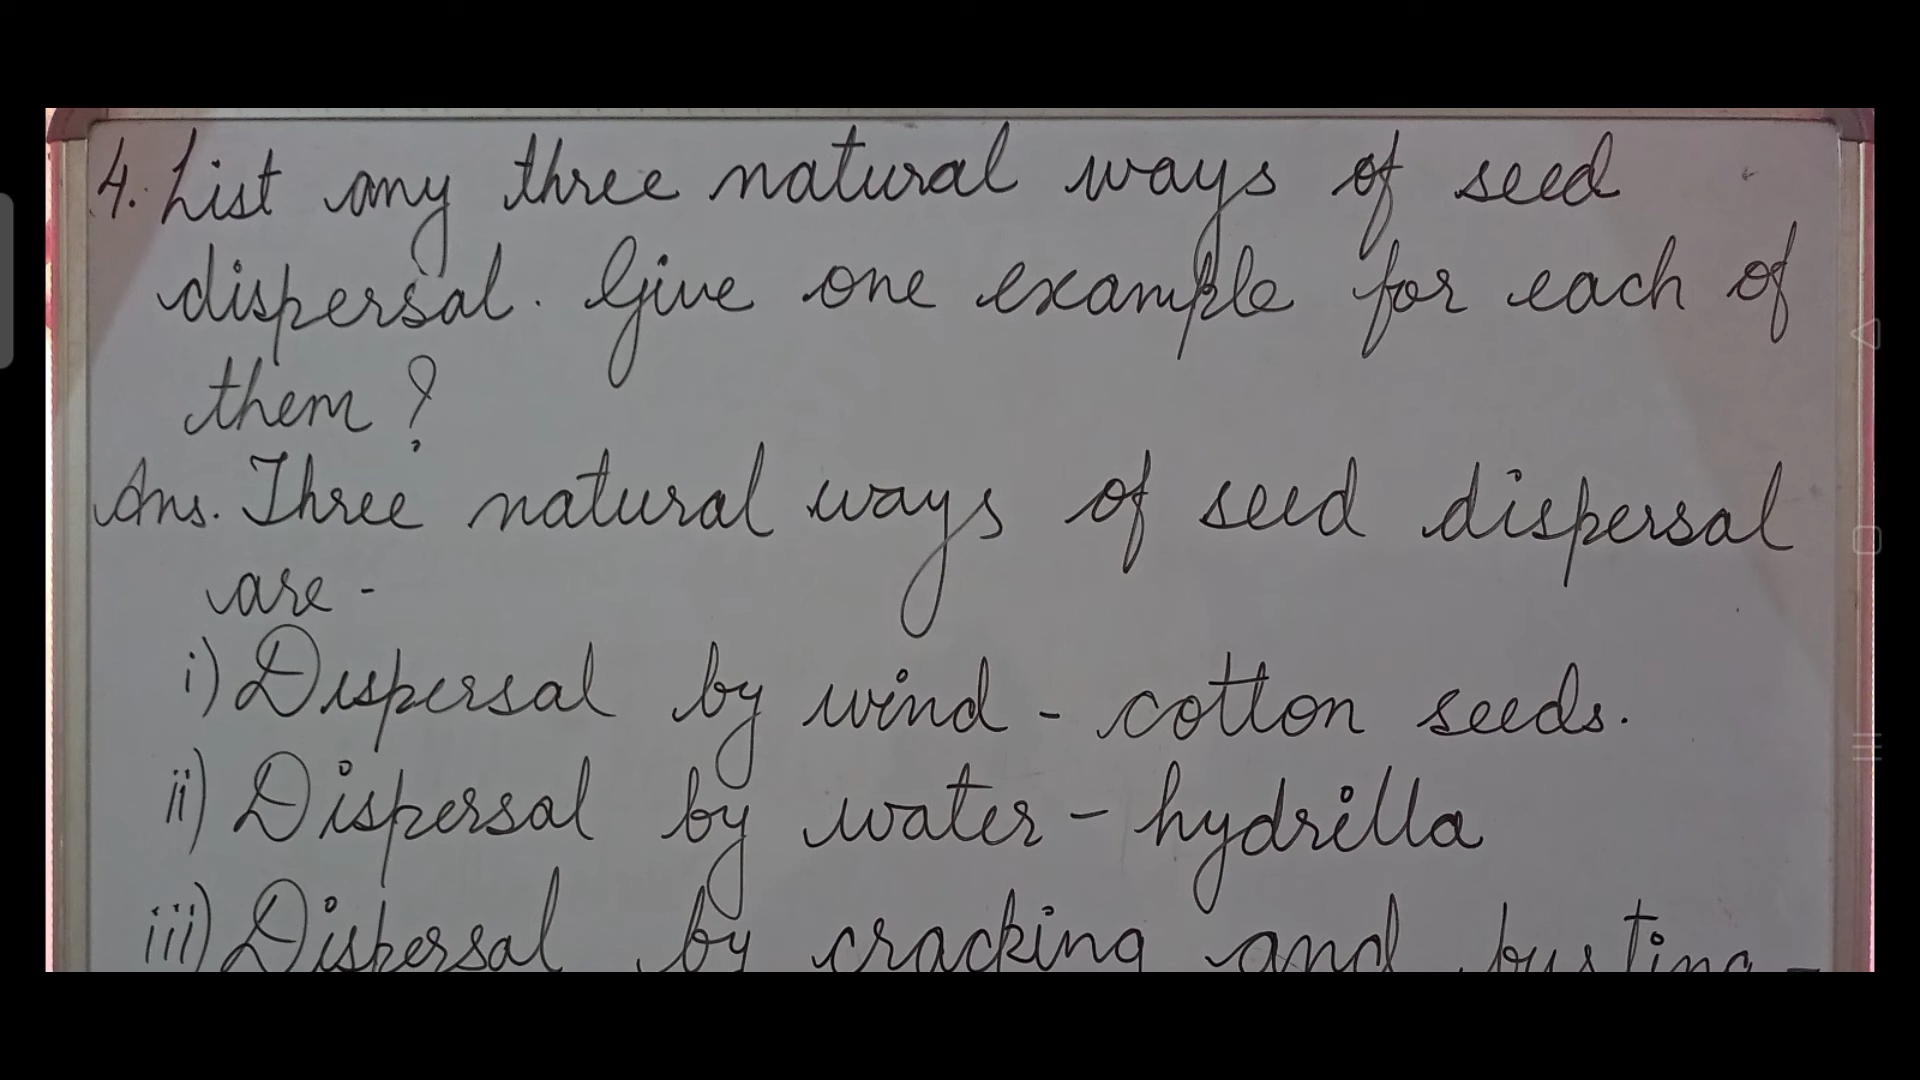 4. List any three natural ways of seed
dispersal. Give one example for each of
them?
Ans. Three natural ways of seed dispersal
are -
i) Dispersal by wind - cotton seeds.
ii) Dispersal by water - hydrilla
iii) Dispersal by cracking and busting -